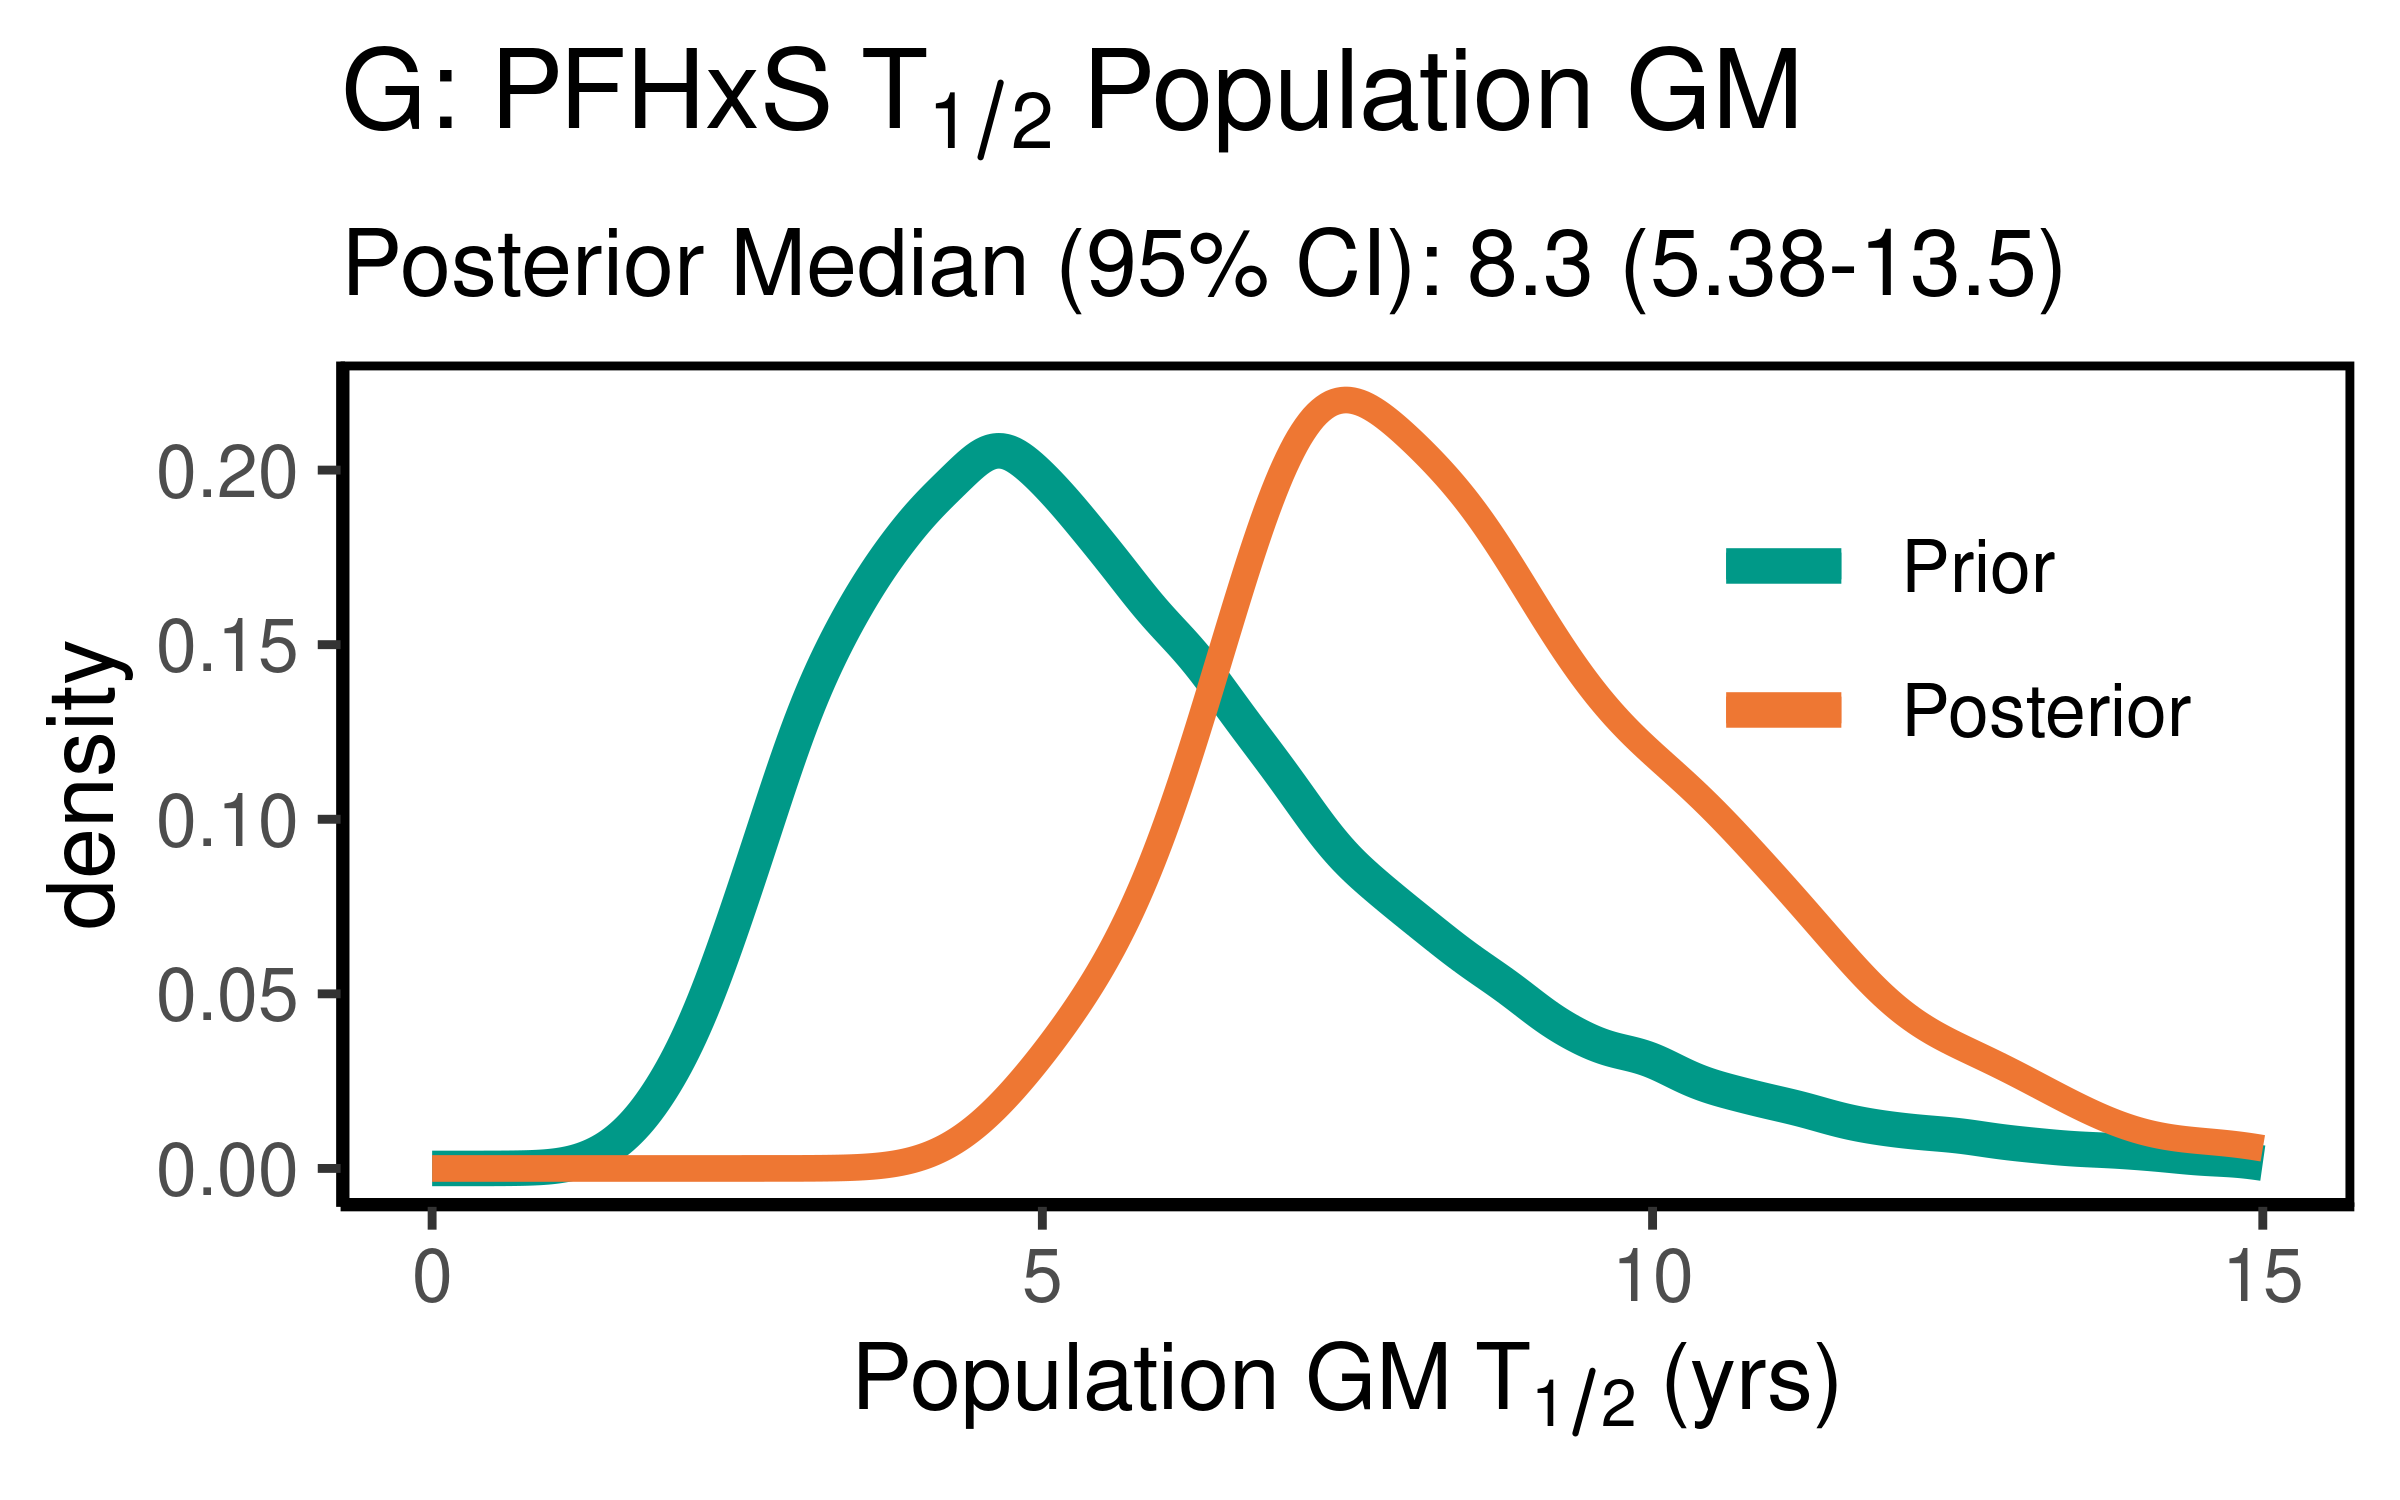 G: PFHxS T1/2 Population GM
Posterior Median (95% CI): 8.3 (5.38-13.5)
density
0.20
0.15
0.10
0.05
0.00
Prior
Posterior
0 5 10 15
Population GM T1/2 (yrs)